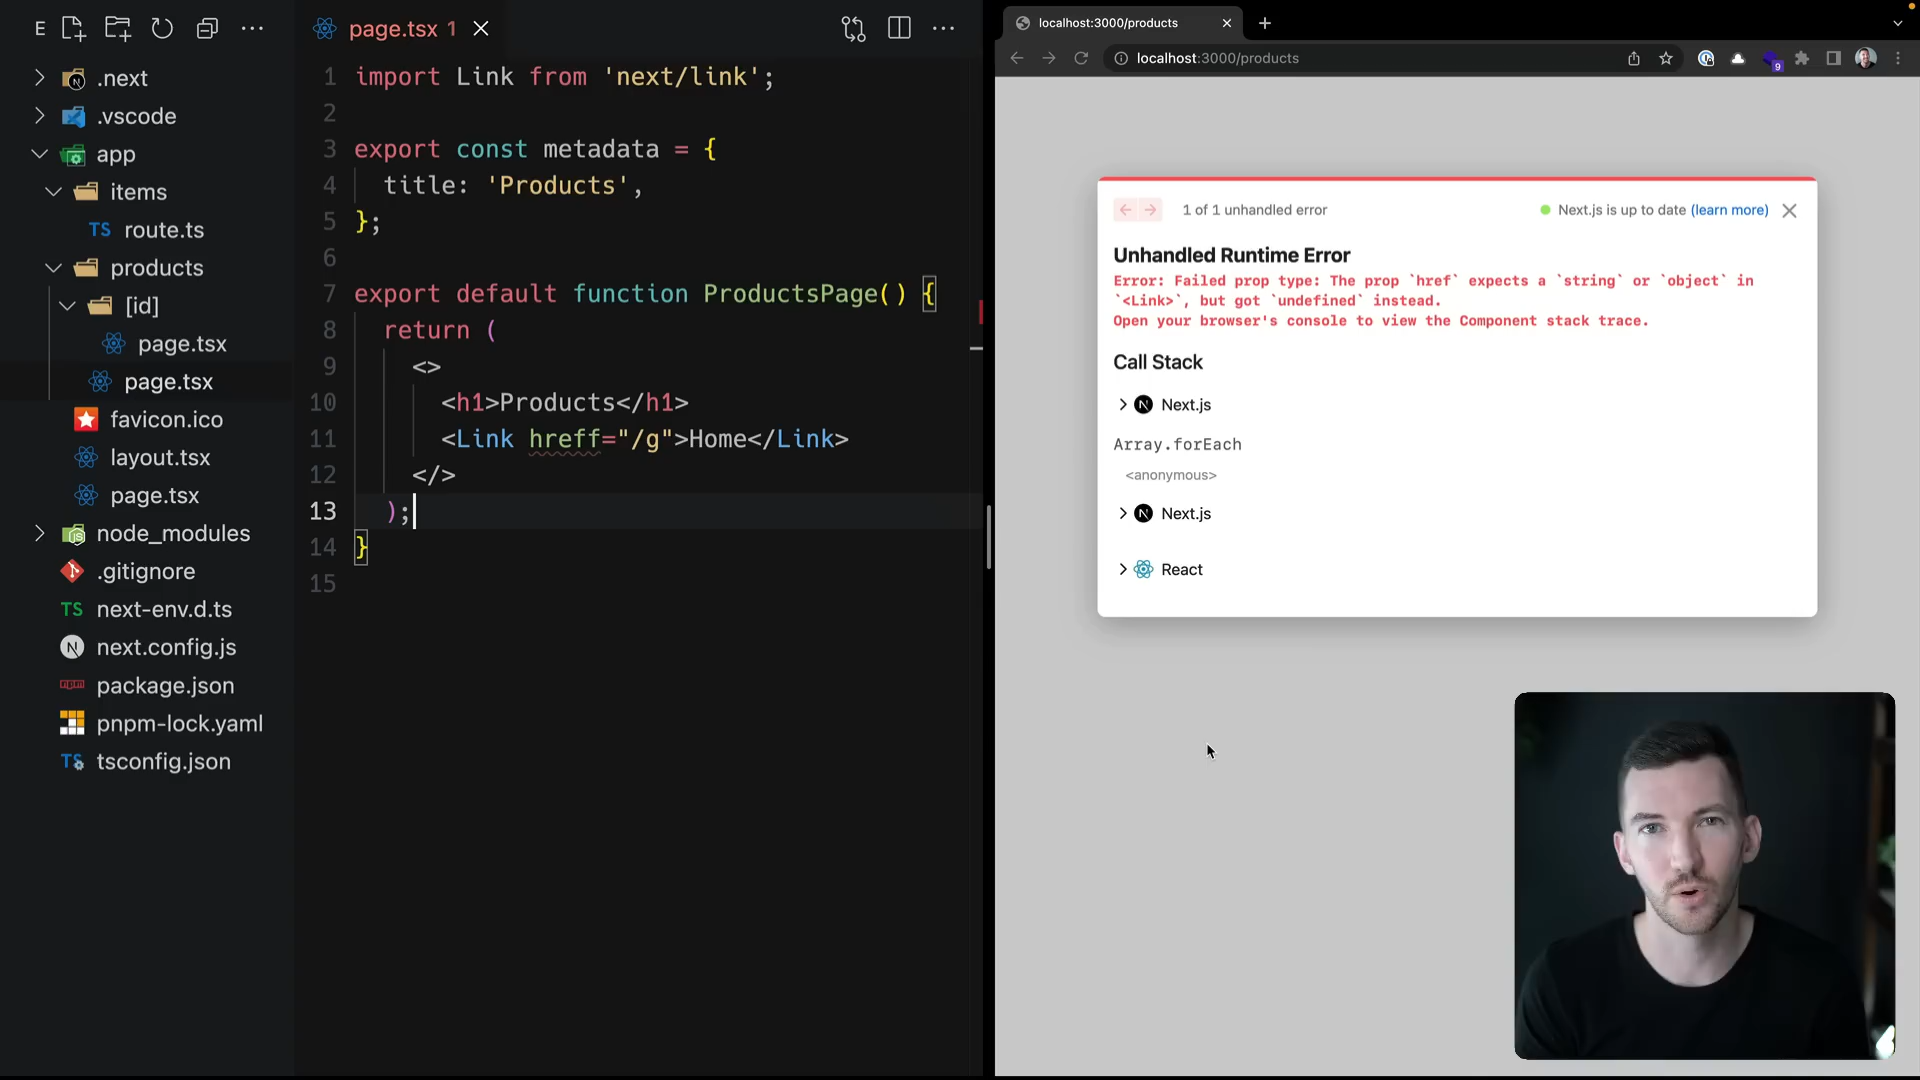 E
.next
.vscode
app
items
TS route.ts
products
[id]
page.tsx
page.tsx
favicon.ico
layout.tsx
page.tsx
node_modules
.gitignore
TS next-env.d.ts
N next.config.js
package.json
pnpm-lock.yaml
TS tsconfig.json
page.tsx 1
1 import Link from 'next/link';
2
3 export const metadata = {
4 title: 'Products',
5 };
6
7 export default function ProductsPage() {
8 return (
9 <>
10 <h1>Products</h1>
11 <Link hreff="/g">Home</Link>
12 </>
13 );
14 }
15
localhost:3000/products
localhost:3000/products
9
1 of 1 unhandled error
Next.js is up to date (learn more)
Unhandled Runtime Error
Error: Failed prop type: The prop `href` expects a `string` or `object` in
`<Link>`, but got `undefined` instead.
Open your browser's console to view the Component stack trace.
Call Stack
N Next.js
Array.forEach
<anonymous>
N Next.js
React